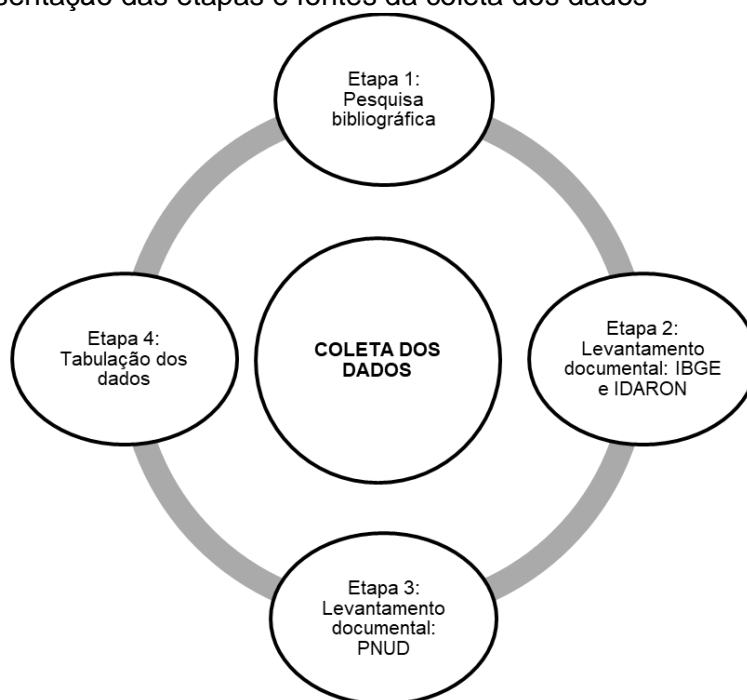 sentação das etapas e fontes da coleta dos dados
Etapa 1:
Pesquisa
bibliográfica
Etapa 2:
Levantamento
documental: IBGE
e IDARON
Etapa 3:
Levantamento
documental:
PNUD
Etapa 4:
Tabulação dos
dados
COLETA DOS
DADOS